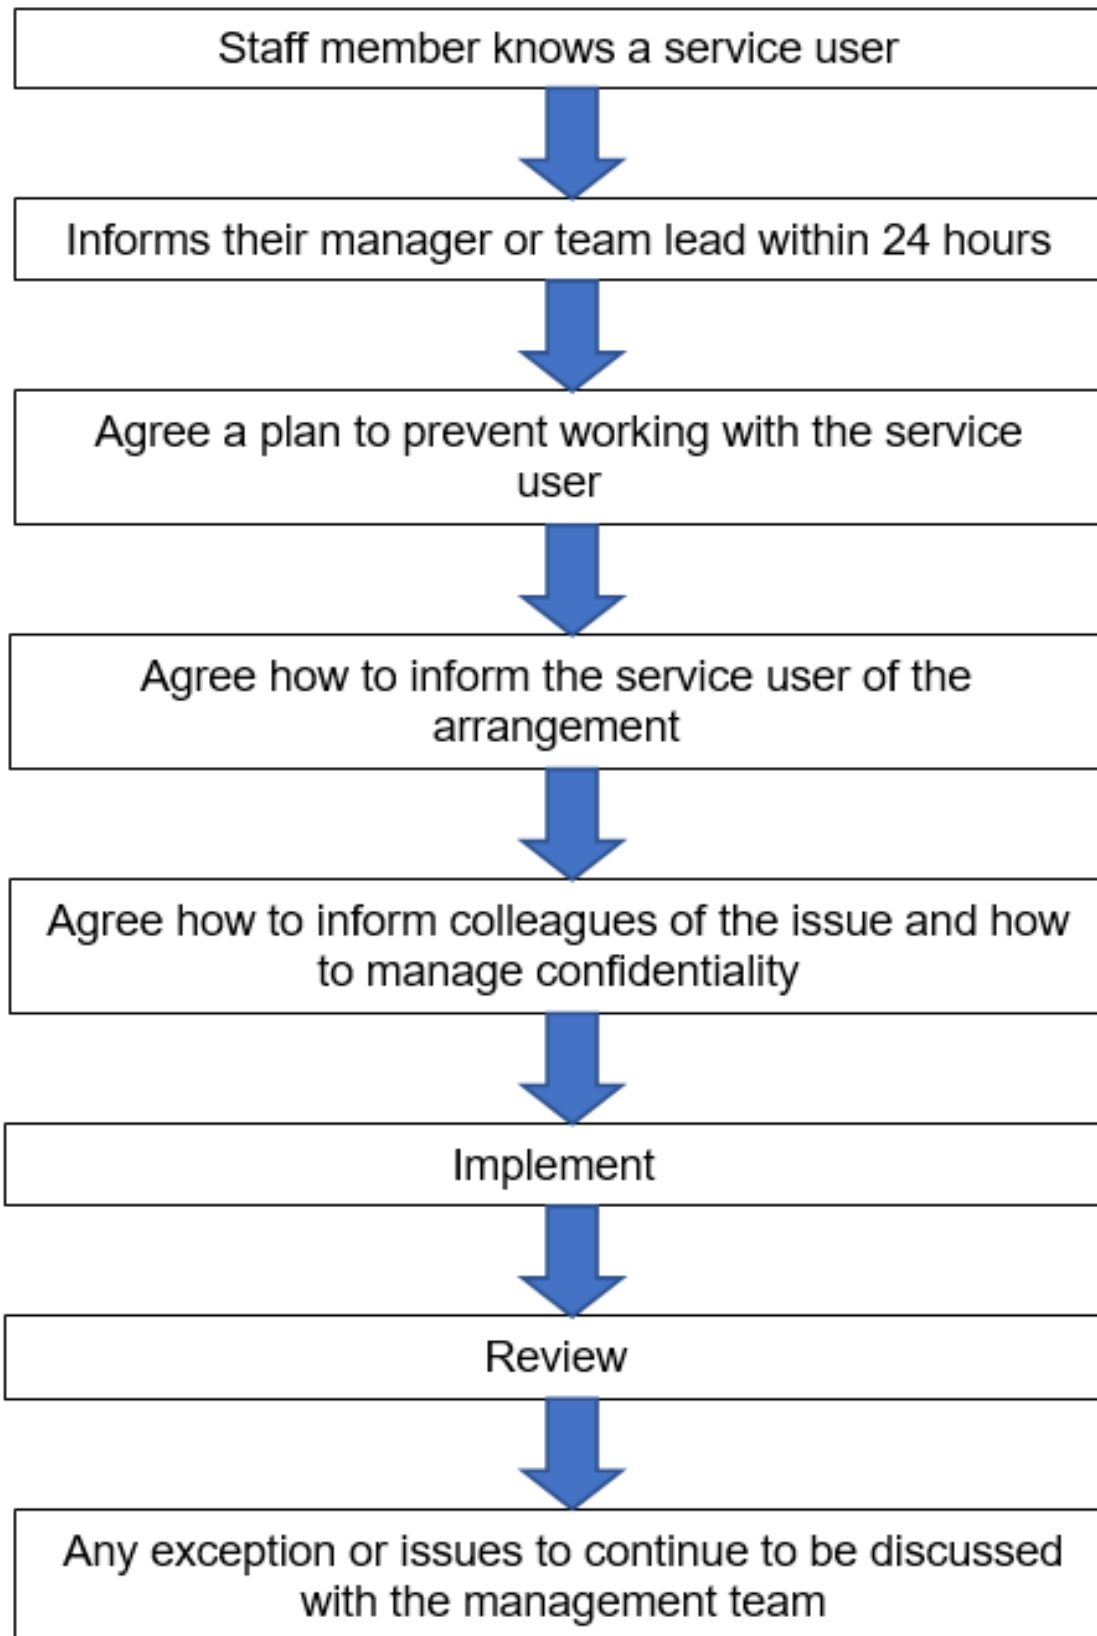 Staff member knows a service user
Informs their manager or team lead within 24 hours
Agree a plan to prevent working with the service
user
Agree how to inform the service user of the
arrangement
Agree how to inform colleagues of the issue and how
to manage confidentiality
Implement
Review
Any exception or issues to continue to be discussed
with the management team